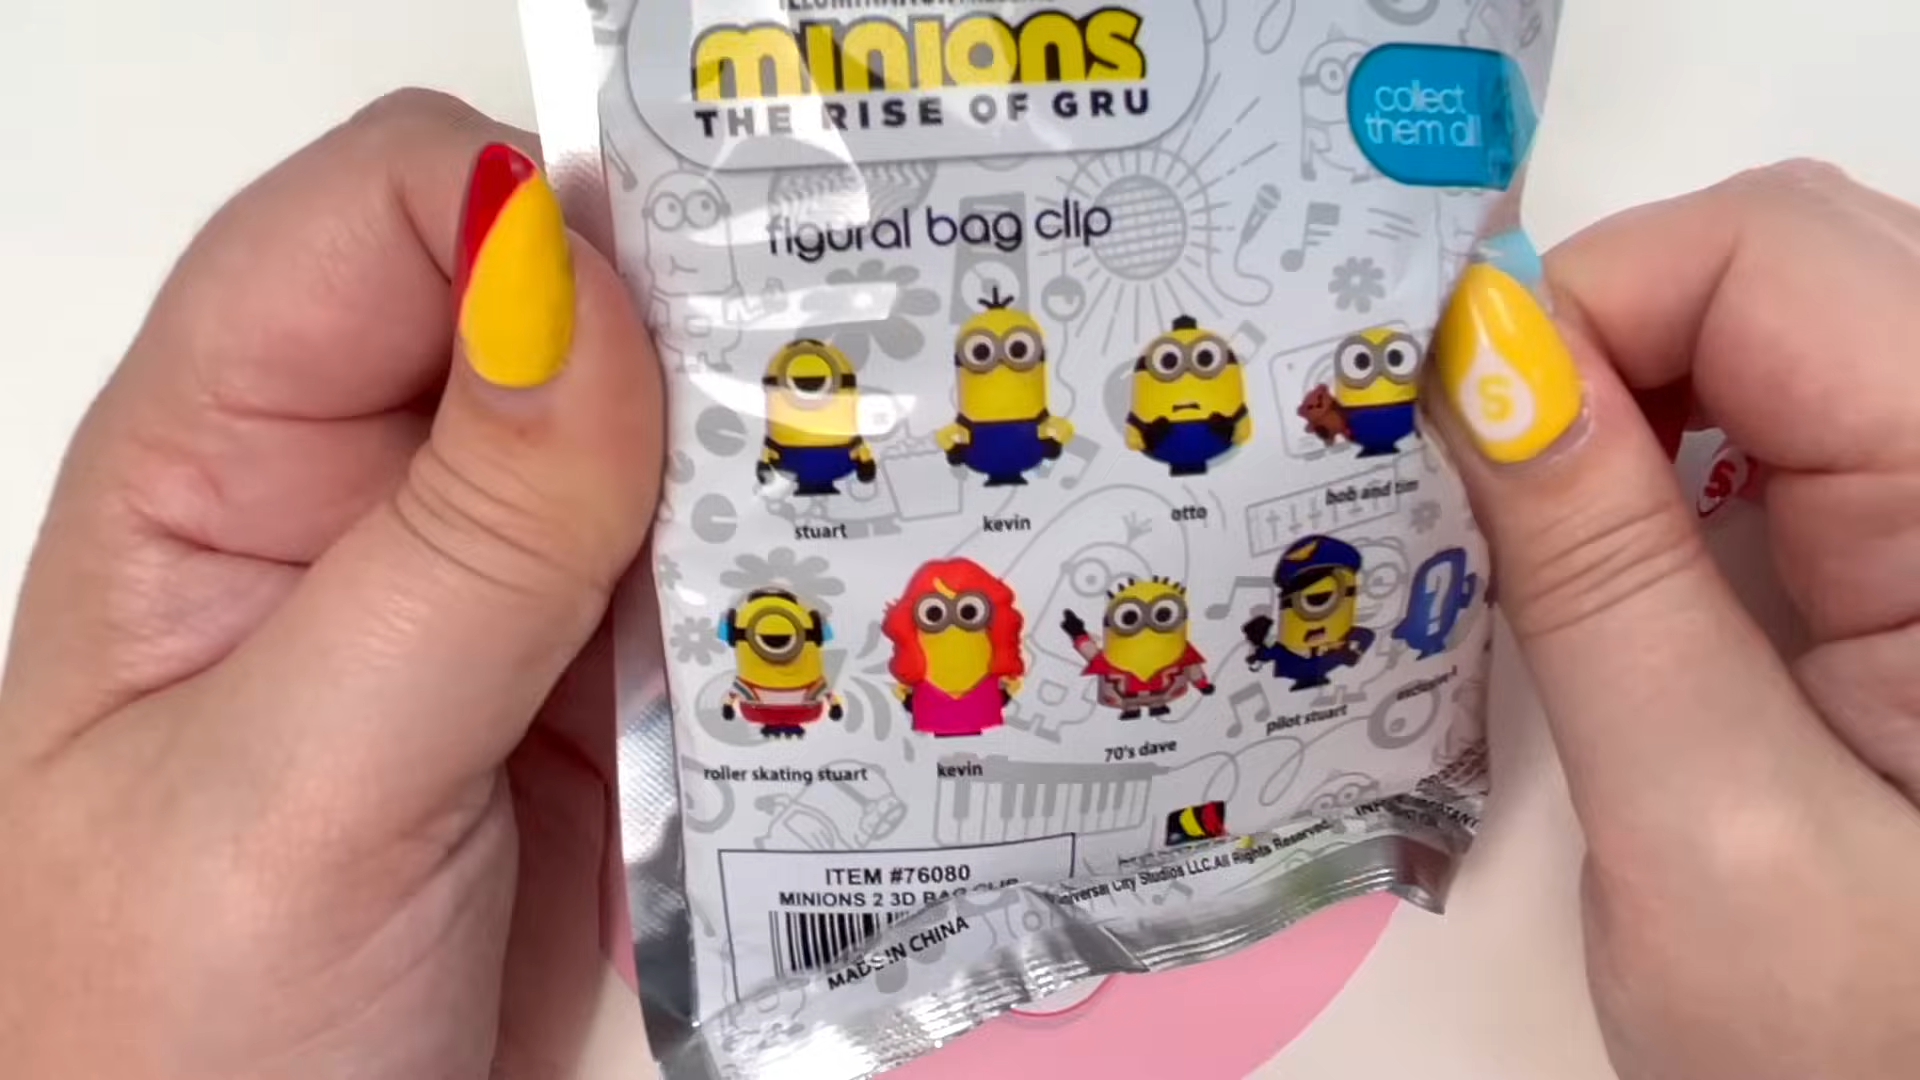 minions
THE RISE OF GRU
collect
them all
figural bag clip
stuart
kevin
otto
bob and tim
roller skating stuart
kevin
70's dave
pilot stuart
?
S
S
ITEM #76080
MINIONS 2 3D BAG CLIP
MADE IN CHINA
Universal City Studios LLC. All Rights Reserved.